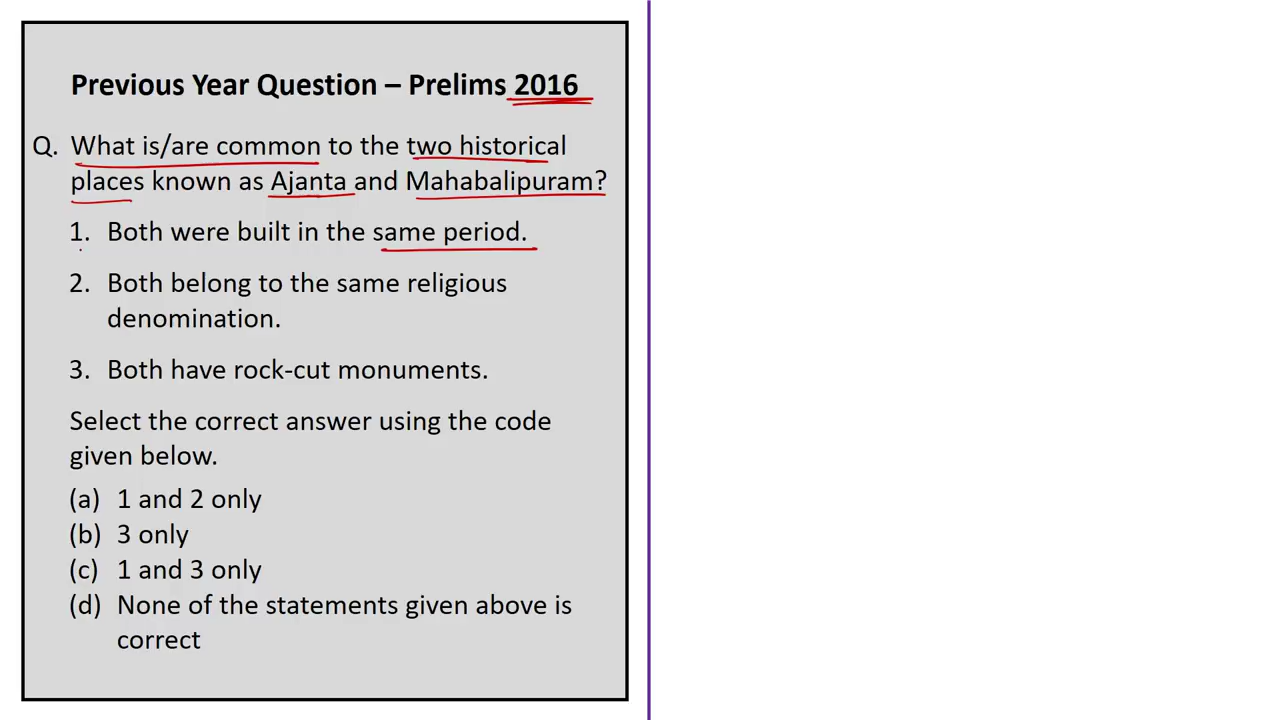 Previous Year Question – Prelims 2016
Q. What is/are common to the two historical
places known as Ajanta and Mahabalipuram?
1. Both were built in the same period.
2. Both belong to the same religious
denomination.
3. Both have rock-cut monuments.
Select the correct answer using the code
given below.
(a) 1 and 2 only
(b) 3 only
(c) 1 and 3 only
(d) None of the statements given above is
correct